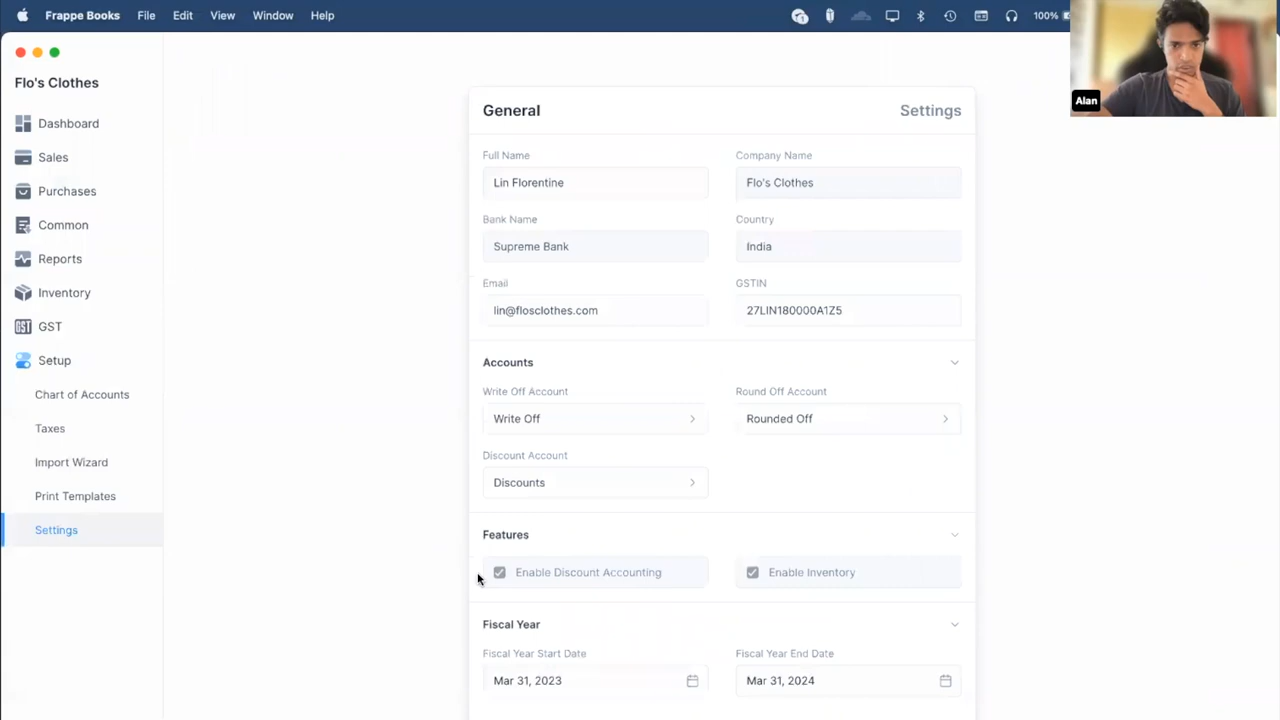 Frappe Books File Edit View Window Help 100%
Flo's Clothes
Dashboard
Sales
Purchases
Common
Reports
Inventory
GST GST
Setup
Chart of Accounts
Taxes
Import Wizard
Print Templates
Settings
General Settings
Full Name Company Name
Lin Florentine Flo's Clothes
Bank Name Country
Supreme Bank India
Email GSTIN
lin@flosclothes.com 27LIN180000A1Z5
Accounts
Write Off Account Round Off Account
Write Off Rounded Off
Discount Account
Discounts
Features
Enable Discount Accounting Enable Inventory
Fiscal Year
Fiscal Year Start Date Fiscal Year End Date
Mar 31, 2023 Mar 31, 2024
Alan